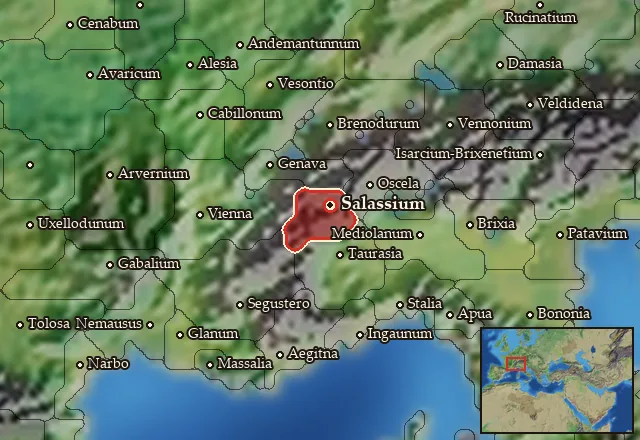 Rucinatium
Cenabum
Andemantunnum
Alesia
Damasia
Avaricum
Vesontio
Veldidena
Cabillonum
Brenodurum
Vennonium
Isarcium-Brixenetium
Genava
Arvernium
Oscela
Salassium
Vienna
Uxellodunum
Mediolanum
Brixia
Patavium
Taurasia
Gabalium
Segustero
Stalia
Apua
Bononia
Tolosa
Nemausus
Glanum
Ingaunum
Aegitna
Narbo
Massalia